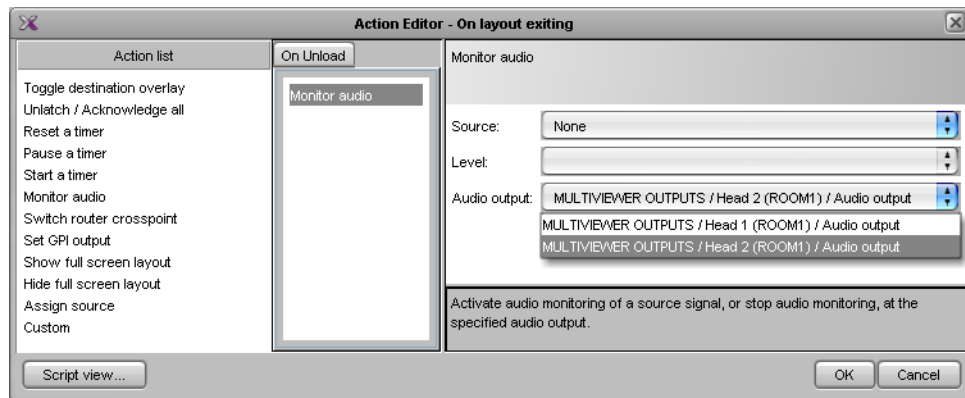 Action Editor - On layout exiting
Action list
Toggle destination overlay
Unlatch / Acknowledge all
Reset a timer
Pause a timer
Start a timer
Monitor audio
Switch router crosspoint
Set GPI output
Show full screen layout
Hide full screen layout
Assign source
Custom
On Unload
Monitor audio
Monitor audio
Source: None
Level:
Audio output: MULTIVIEWER OUTPUTS / Head 2 (ROOM1) / Audio output
MULTIVIEWER OUTPUTS / Head 1 (ROOM1) / Audio output
MULTIVIEWER OUTPUTS / Head 2 (ROOM1) / Audio output
Activate audio monitoring of a source signal, or stop audio monitoring, at the
specified audio output.
Script view...
OK Cancel